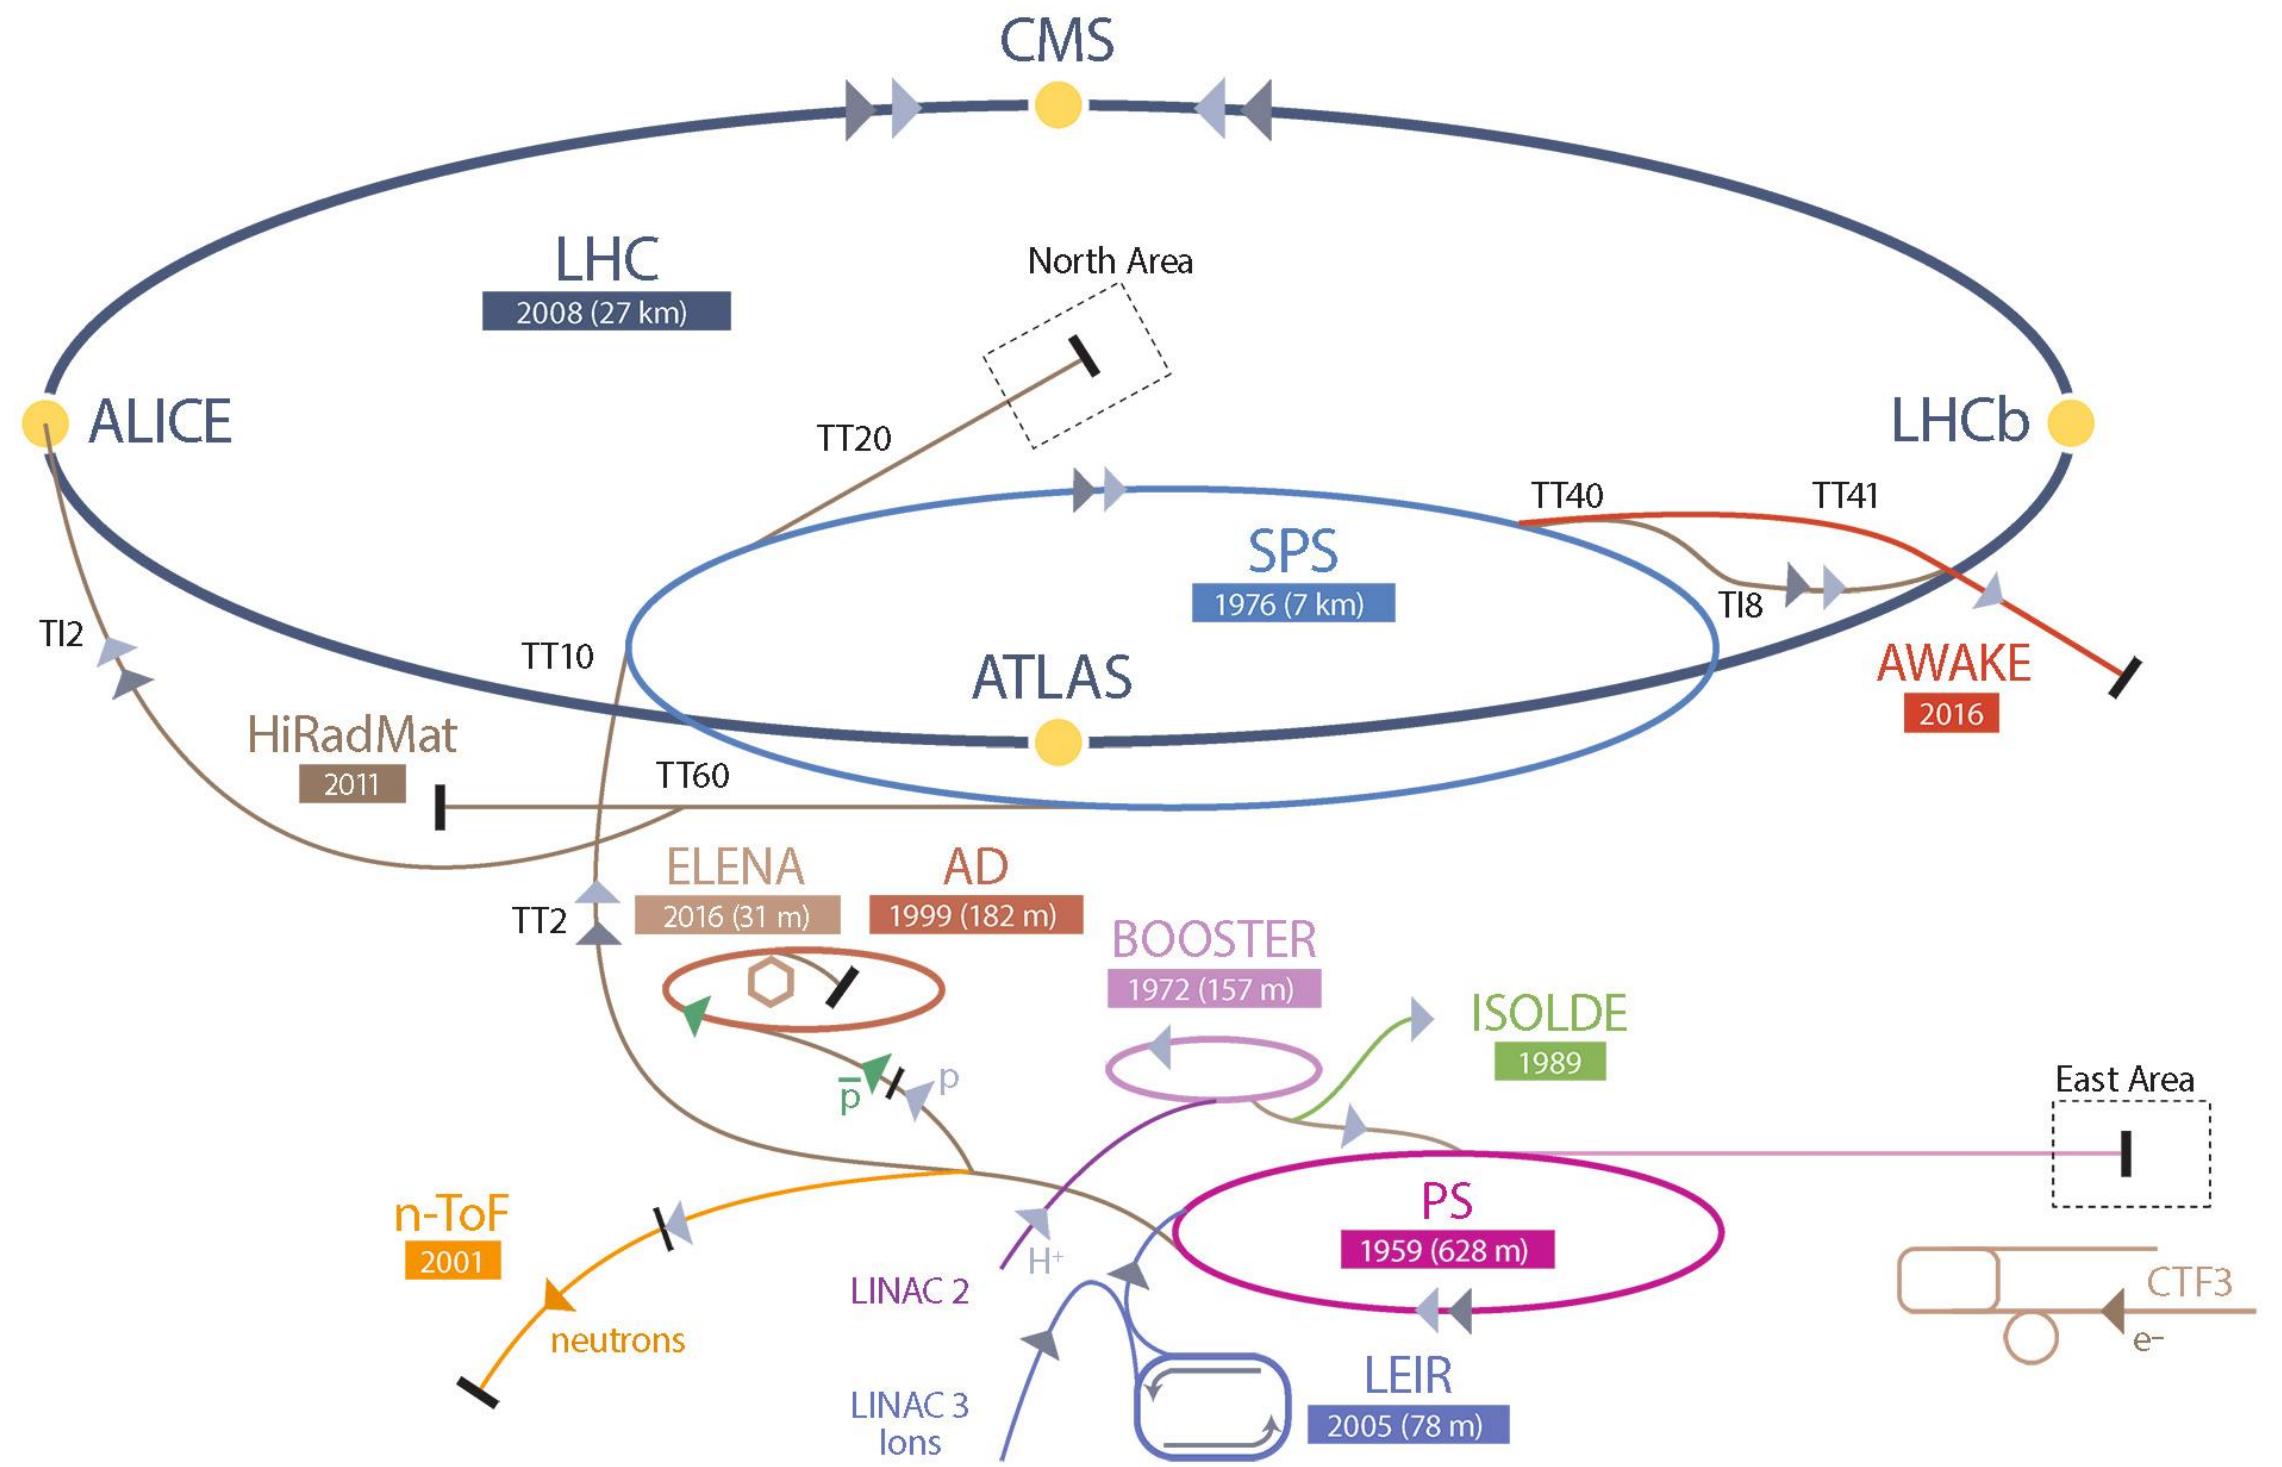 CMS
LHC
2008 (27 km)
North Area
ALICE
TT20
LHCb
TT40
TT41
SPS
1976 (7 km)
TI8
TI2
TT10
ATLAS
AWAKE
2016
HiRadMat
2011
TT60
ELENA
2016 (31 m)
AD
1999 (182 m)
TT2
BOOSTER
1972 (157 m)
ISOLDE
1989
p
p̅
East Area
n-ToF
2001
neutrons
LINAC 2
H⁺
PS
1959 (628 m)
CTF3
e⁻
LINAC 3
Ions
LEIR
2005 (78 m)